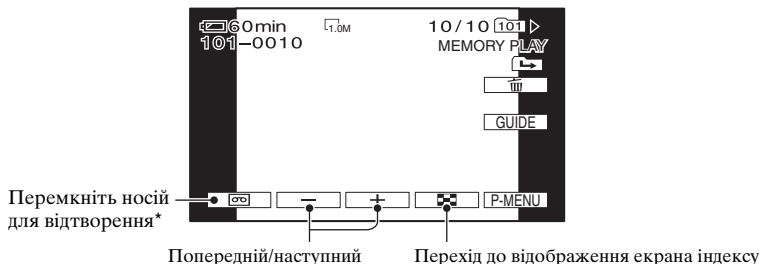 60min 1.0M 10/10 101
101-0010 MEMORY PLAY
GUIDE
− + P-MENU
Перемкніть носій
для відтворення*
Попередній/наступний Перехід до відображення екрана індексу